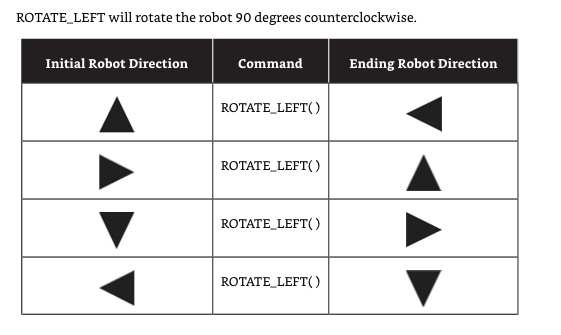 ROTATE_LEFT will rotate the robot 90 degrees counterclockwise.
Initial Robot Direction Command Ending Robot Direction
ROTATE_LEFT( )
ROTATE_LEFT( )
ROTATE_LEFT( )
ROTATE_LEFT( )